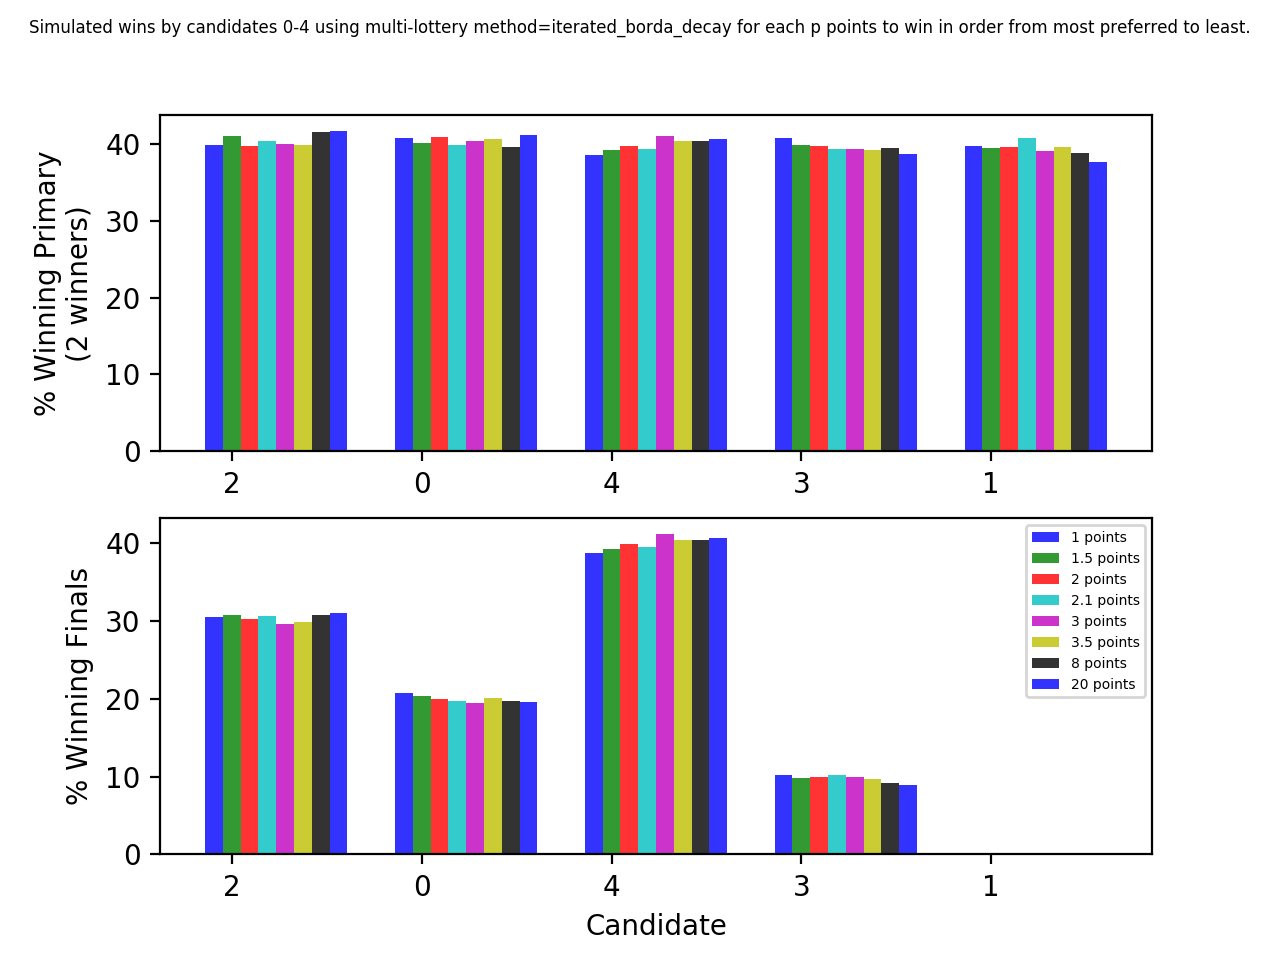 Simulated wins by candidates 0-4 using multi-lottery method=iterated_borda_decay for each p points to win in order from most preferred to least.
% Winning Primary
(2 winners)
40
30
20
10
0
2 0 4 3 1
% Winning Finals
40
30
20
10
0
1 points
1.5 points
2 points
2.1 points
3 points
3.5 points
8 points
20 points
2 0 4 3 1
Candidate